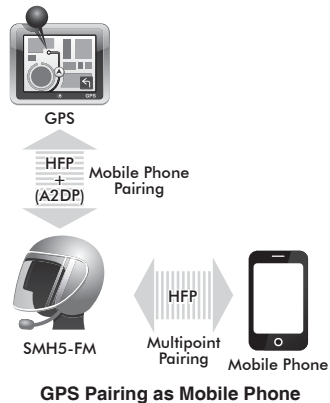 GPS
GPS
HFP
+
(A2DP)
Mobile Phone
Pairing
SMH5-FM
HFP
Multipoint
Pairing
Mobile Phone
GPS Pairing as Mobile Phone